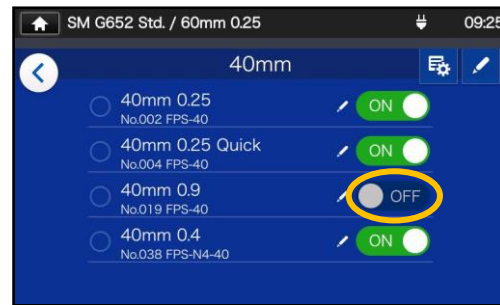 SM G652 Std. / 60mm 0.25 09:25
40mm
40mm 0.25 ON
No.002 FPS-40
40mm 0.25 Quick ON
No.004 FPS-40
40mm 0.9 OFF
No.019 FPS-40
40mm 0.4 ON
No.038 FPS-N4-40